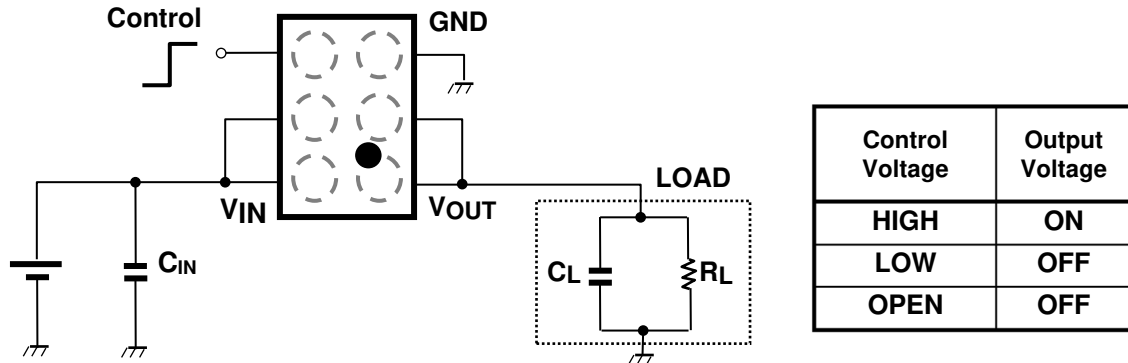 Control
GND
VIN
VOUT
CIN
LOAD
CL
RL
Control Voltage
Output Voltage
HIGH
ON
LOW
OFF
OPEN
OFF